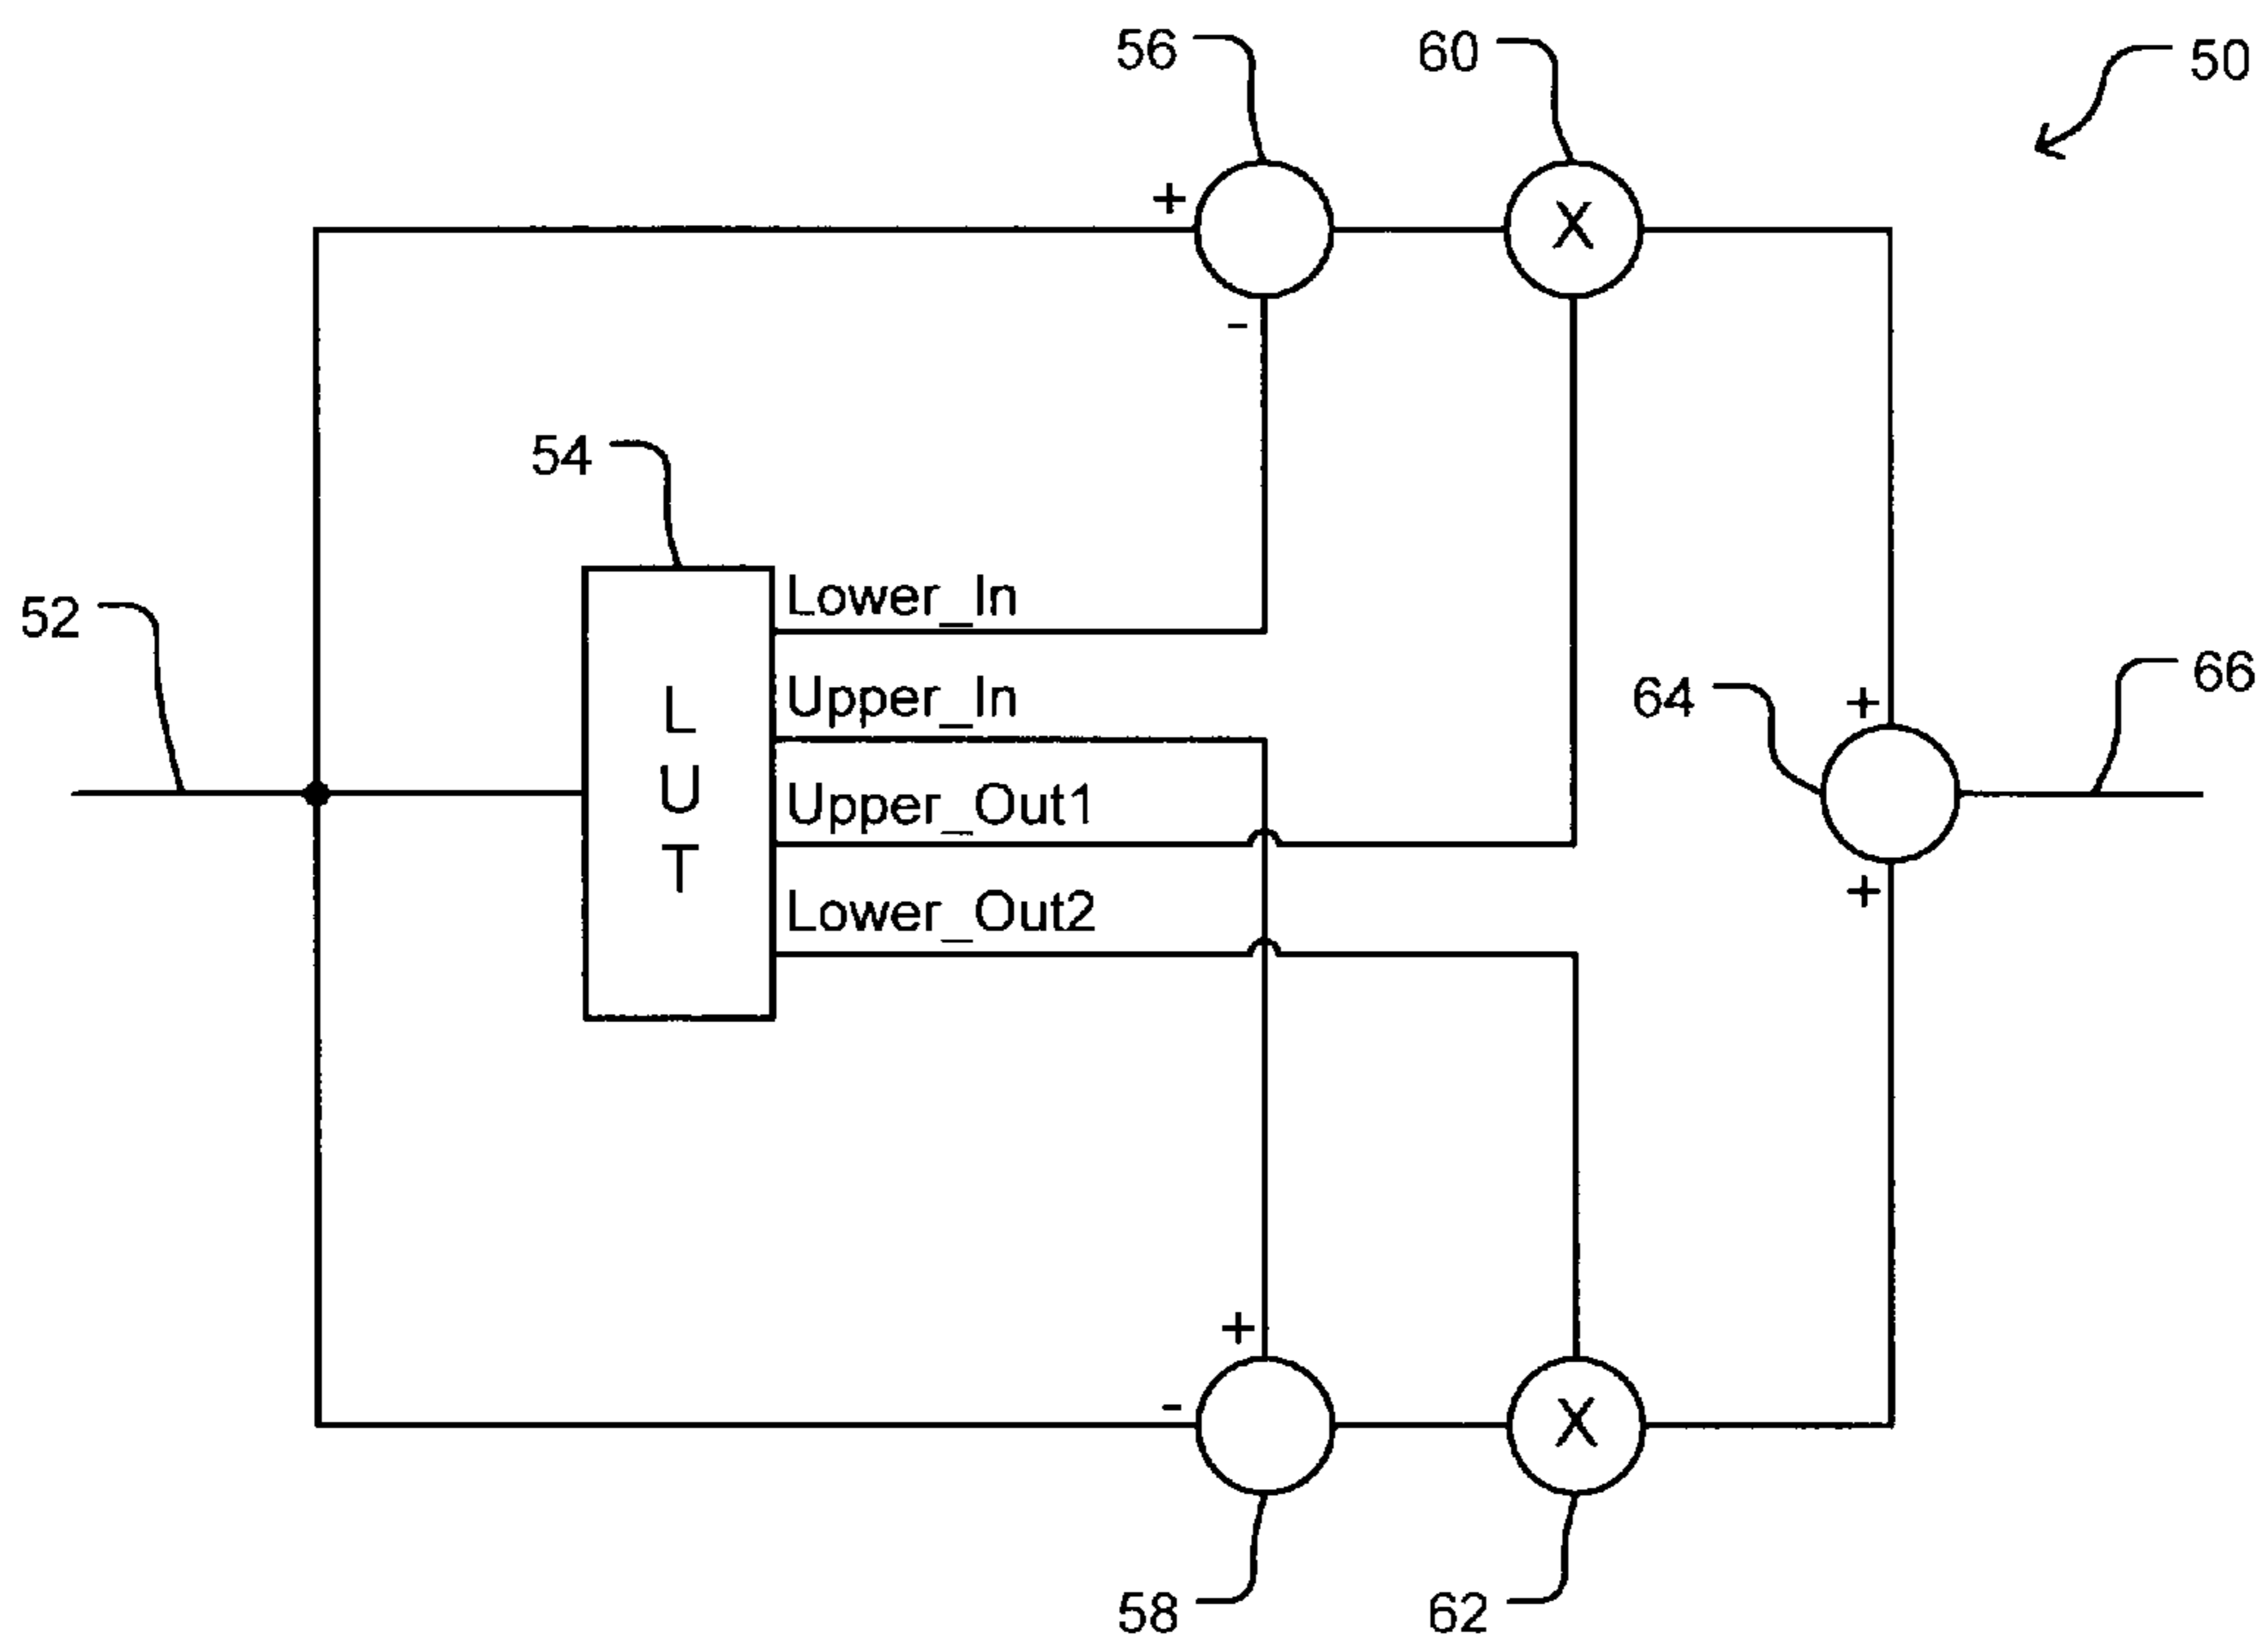 56
60
50
+
X
-
54
Lower_In
52
Upper_In
66
64
L
U
T
+
Upper_Out1
Lower_Out2
+
+
-
X
58
62